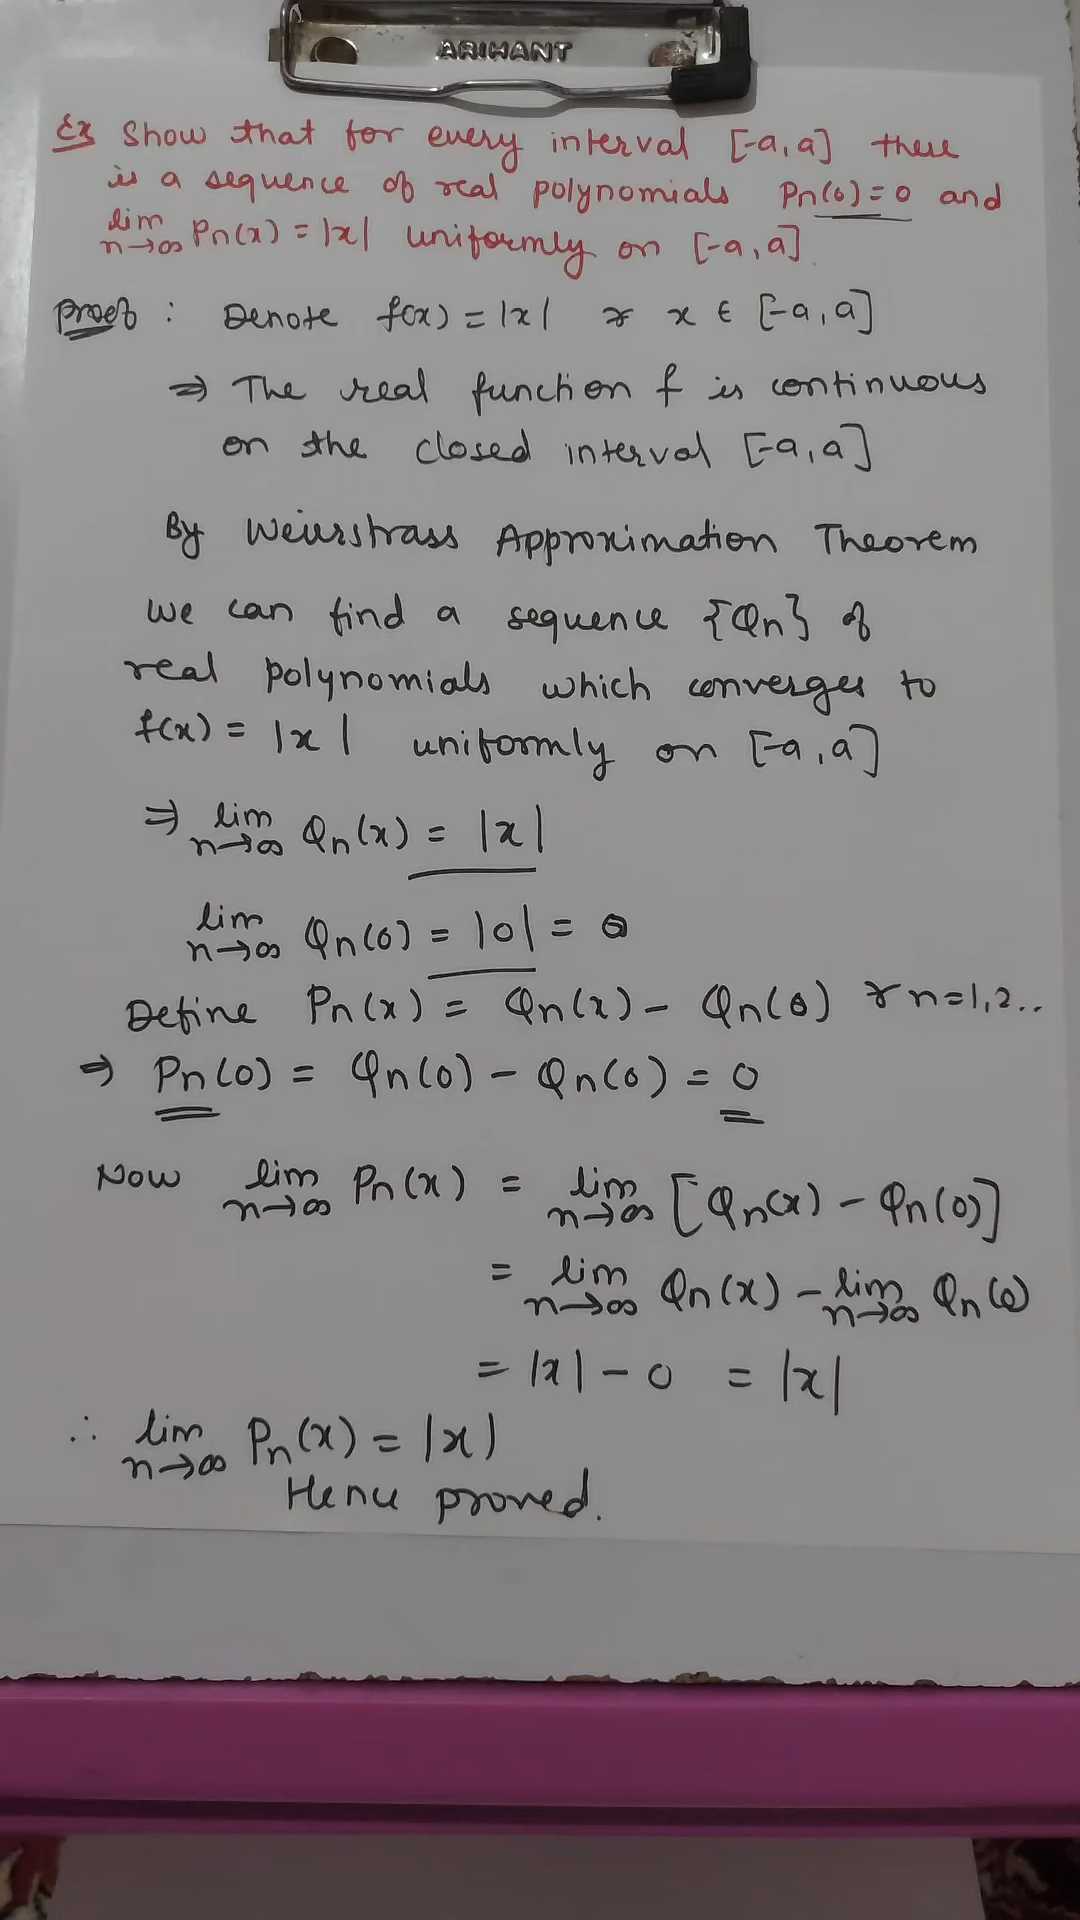 ARIHANT
Ex Show that for every interval [-a, a] there
is a sequence of real polynomials Pn(0) = 0 and
lim n→∞ Pn(x) = |x| uniformly on [-a, a]
Proof : Denote f(x) = |x| ∀ x ∈ [-a, a]
⇒ The real function f is continuous
on the closed interval [-a, a]
By Weierstrass Approximation Theorem
we can find a sequence {Qn} of
real polynomials which converges to
f(x) = |x| uniformly on [-a, a]
⇒ lim n→∞ Qn(x) = |x|
lim n→∞ Qn(0) = |0| = 0
Define Pn(x) = Qn(x) - Qn(0) ∀ n=1,2..
⇒ Pn(0) = Qn(0) - Qn(0) = 0
Now lim n→∞ Pn(x) = lim n→∞ [Qn(x) - Qn(0)]
= lim n→∞ Qn(x) - lim n→∞ Qn(0)
= |x| - 0 = |x|
∴ lim n→∞ Pn(x) = |x|
Hence proved.